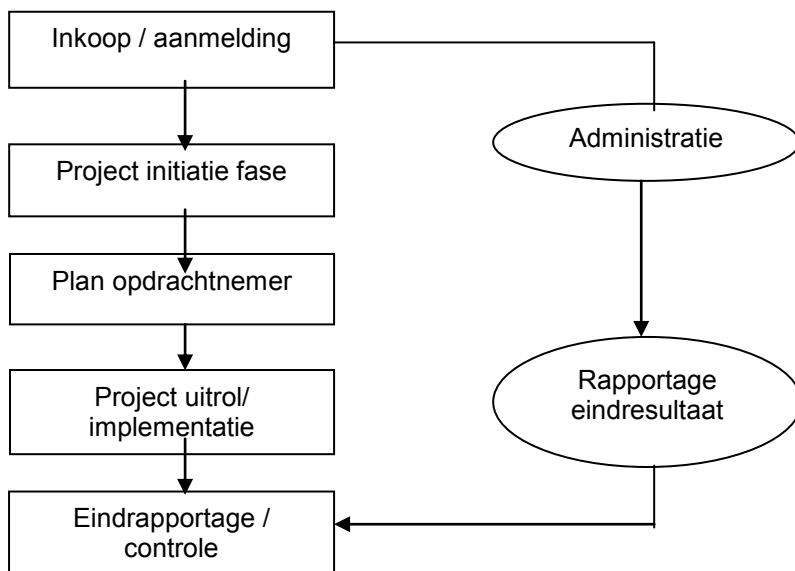 Inkoop / aanmelding
Administratie
Project initiatie fase
Plan opdrachtnemer
Project uitrol/
implementatie
Rapportage
eindresultaat
Eindrapportage /
controle